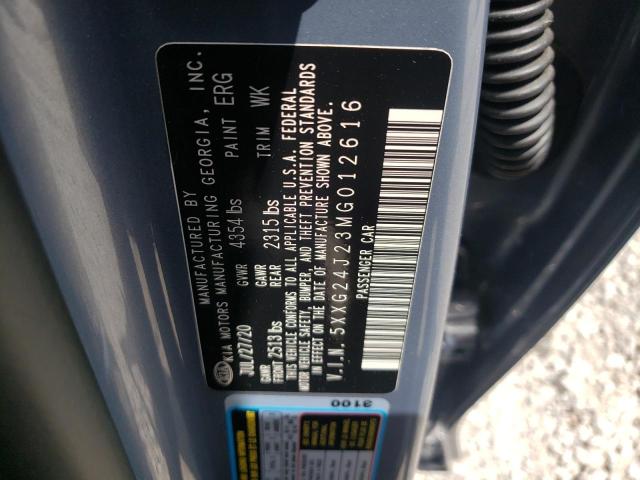 MANUFACTURED BY
KIA MOTORS MANUFACTURING GEORGIA, INC.
JUL/27/20 GVWR 4354 lbs PAINT ERG
GAWR FRONT 2513 lbs GAWR REAR 2315 lbs TRIM WK
THIS VEHICLE CONFORMS TO ALL APPLICABLE U.S.A. FEDERAL
MOTOR VEHICLE SAFETY, BUMPER, AND THEFT PREVENTION STANDARDS
IN EFFECT ON THE DATE OF MANUFACTURE SHOWN ABOVE.
V.I.N. 5XXG24J23MG012616
PASSENGER CAR
3100